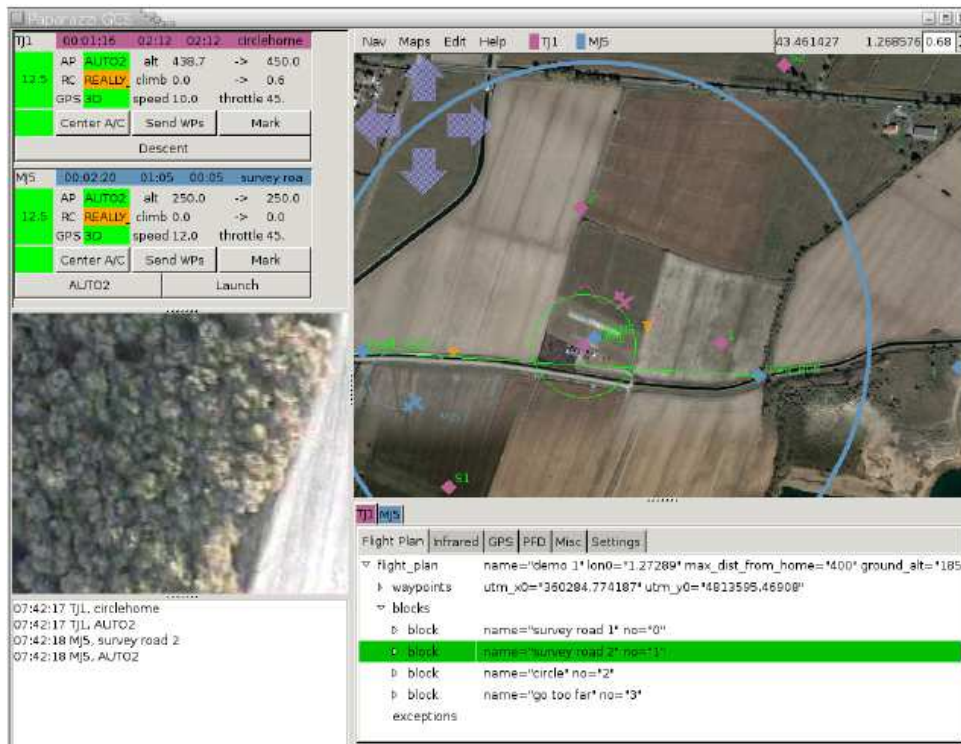 Paparazzi GCS
TJ1 00:01:16 02:12 02:12 circlehome
AP AUTO2 alt 438.7 -> 450.0
12.5 RC REALLY_ climb 0.0 -> 0.6
GPS 3D speed 10.0 throttle 45.
Center A/C Send WPs Mark
Descent
MJ5 00:02:20 01:05 00:05 survey roa
AP AUTO2 alt 250.0 -> 250.0
12.5 RC REALLY_ climb 0.0 -> 0.0
GPS 3D speed 12.0 throttle 45.
Center A/C Send WPs Mark
AUTO2 Launch
07:42:17 TJ1, circlehome
07:42:17 TJ1, AUTO2
07:42:18 MJ5, survey road 2
07:42:18 MJ5, AUTO2
Nav Maps Edit Help TJ1 MJ5 43.461427 1.268576 0.68
S1
TJ1 MJ5
Flight Plan Infrared GPS PFD Misc Settings
flight_plan name="demo 1" lon0="1.27289" max_dist_from_home="400" ground_alt="185
waypoints utm_x0="360284.774187" utm_y0="4813595.46908"
blocks
block name="survey road 1" no="0"
block name="survey road 2" no="1"
block name="circle" no="2"
block name="go too far" no="3"
exceptions